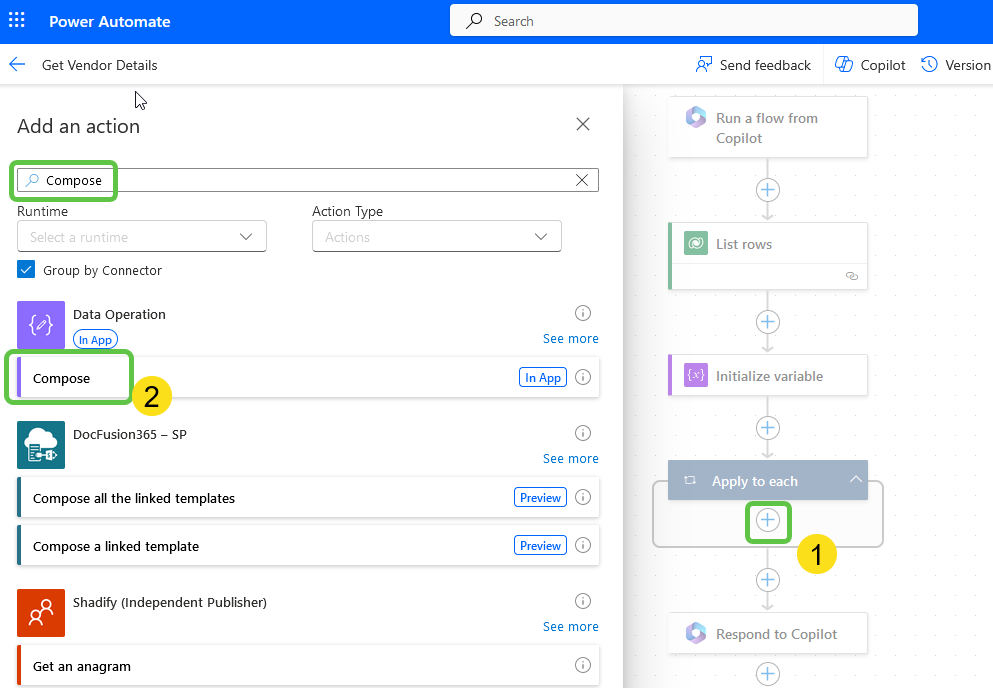 Power Automate
Search
Get Vendor Details
Send feedback
Copilot
Version
Add an action
Compose
Runtime
Action Type
Select a runtime
Actions
Group by Connector
Data Operation
In App
See more
Compose
In App
2
DocFusion365 – SP
See more
Compose all the linked templates
Preview
Compose a linked template
Preview
Shadify (Independent Publisher)
See more
Get an anagram
Run a flow from
Copilot
List rows
{x} Initialize variable
Apply to each
1
Respond to Copilot